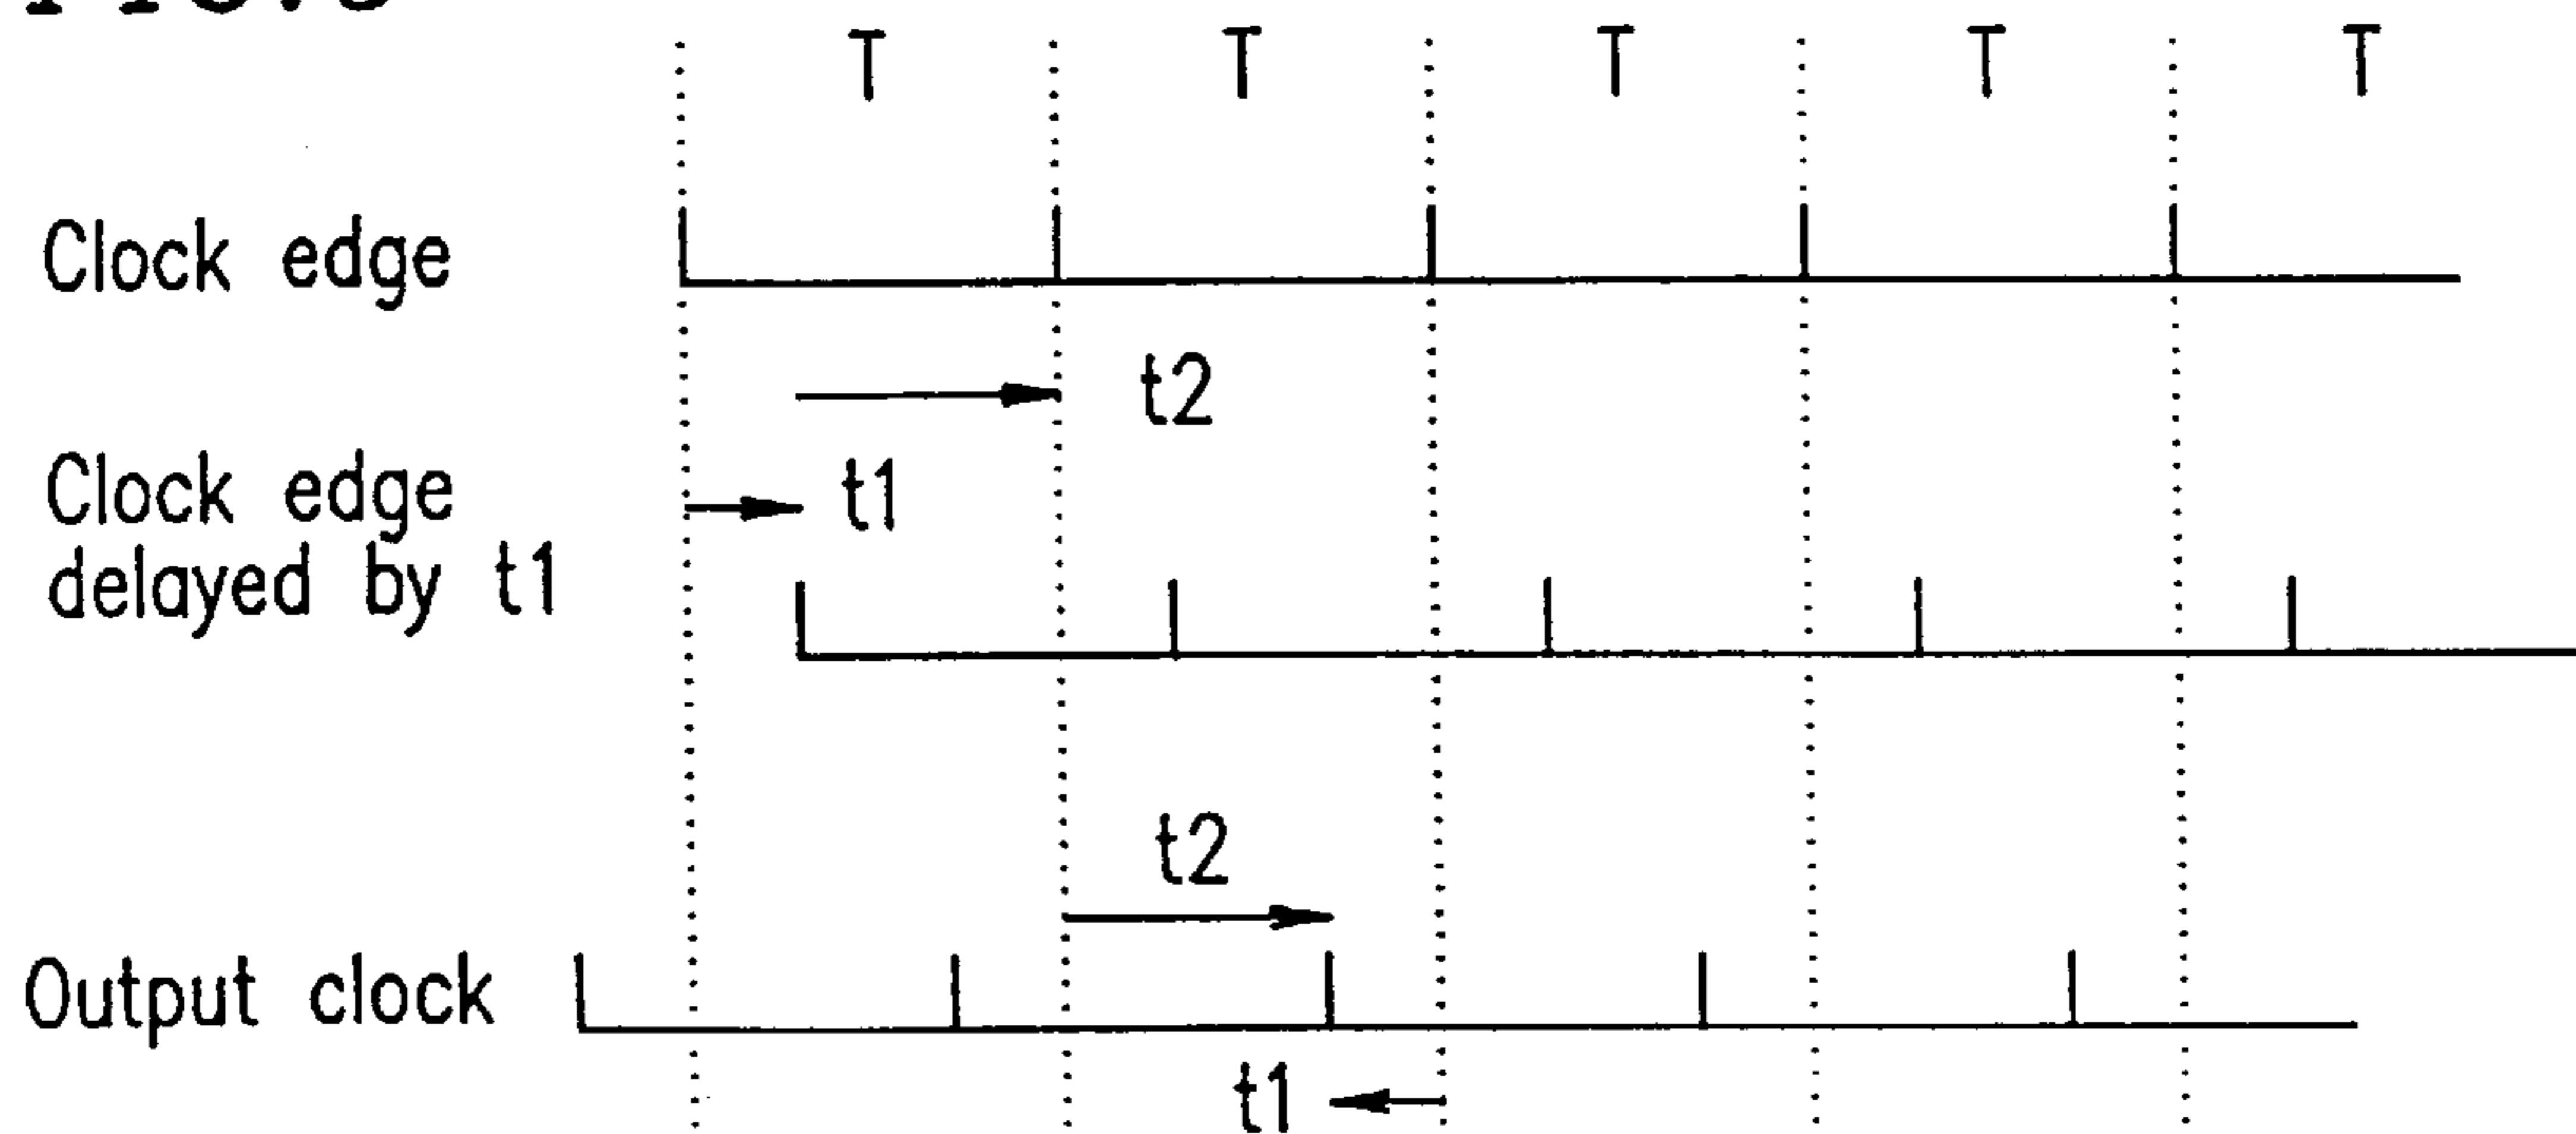 T T T T T
Clock edge
t2
Clock edge
t1
delayed by t1
t2
Output clock
t1